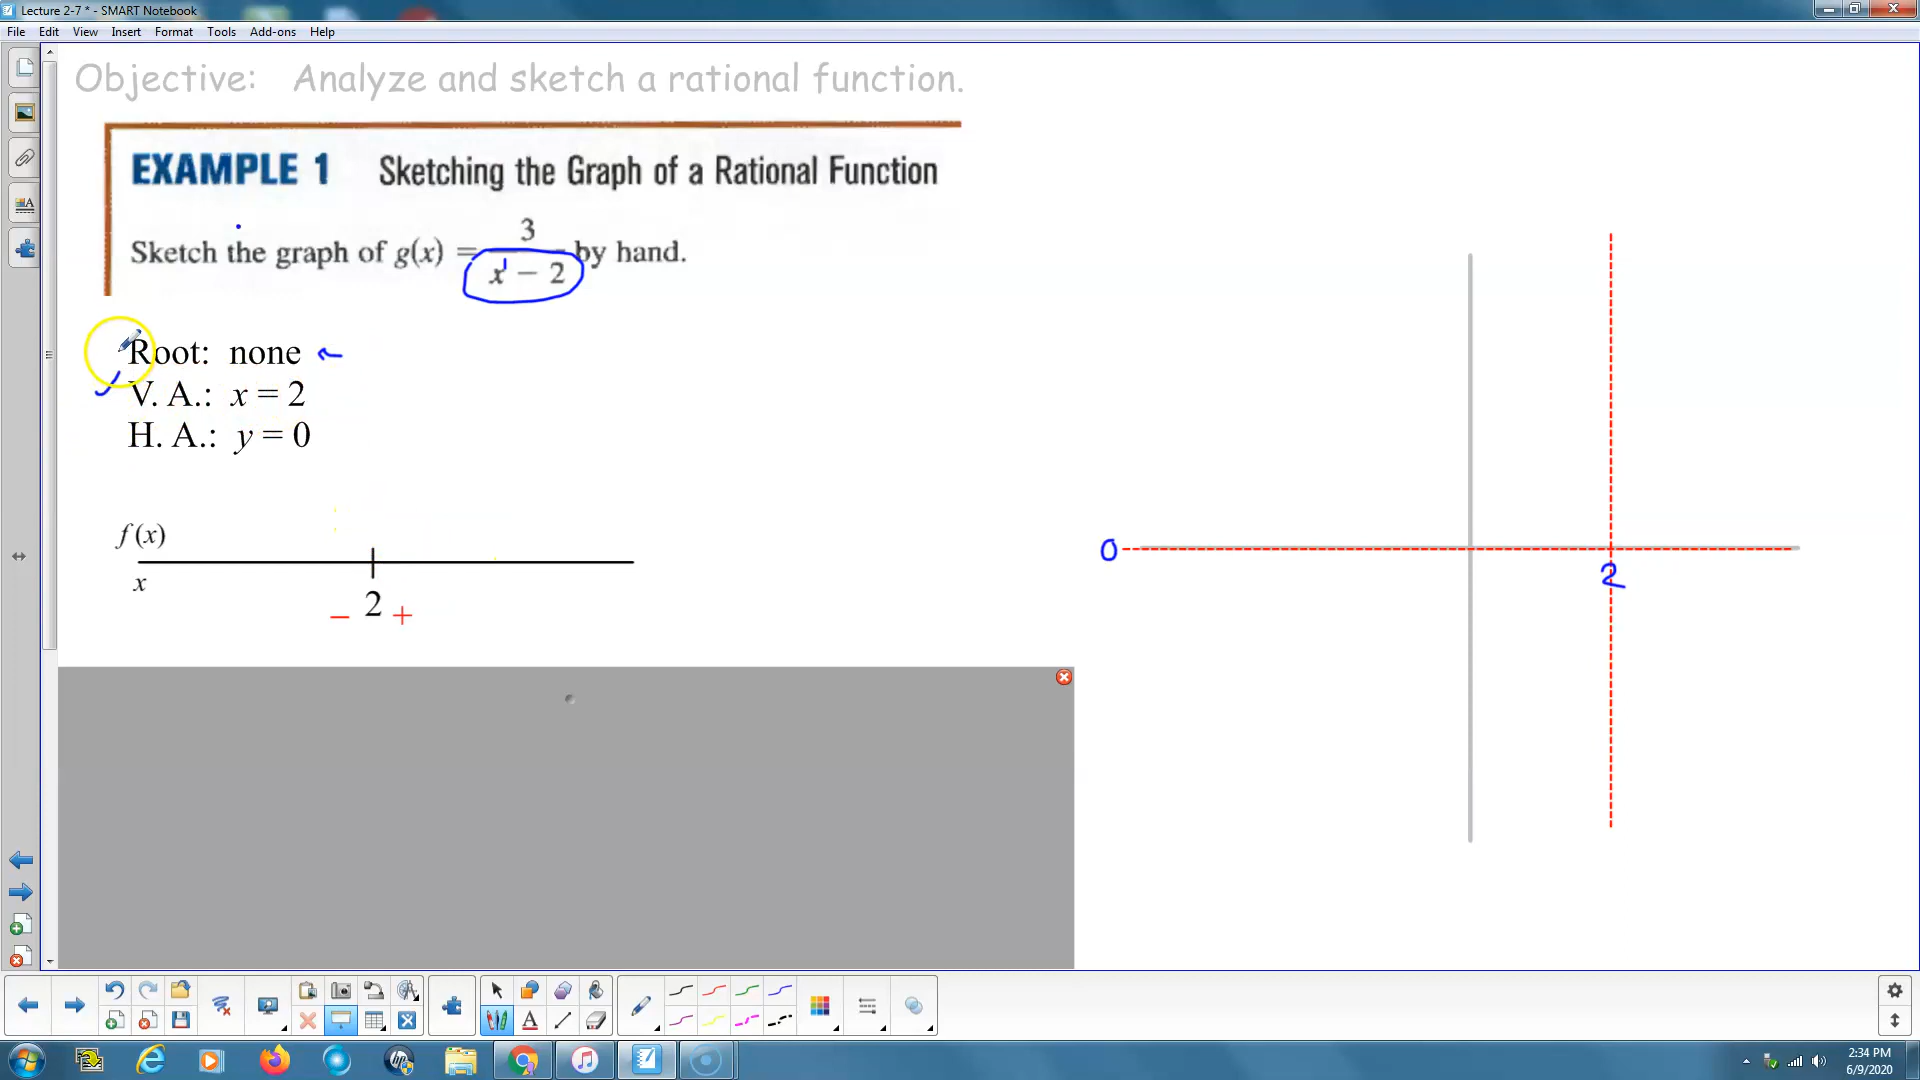 Lecture 2-7 * - SMART Notebook
File Edit View Insert Format Tools Add-ons Help
Objective: Analyze and sketch a rational function.
EXAMPLE 1 Sketching the Graph of a Rational Function
Sketch the graph of g(x) = 3 / (x^1 − 2) by hand.
Root: none
V. A.: x = 2
H. A.: y = 0
f(x)
x
− 2 +
0
2
2:34 PM
6/9/2020